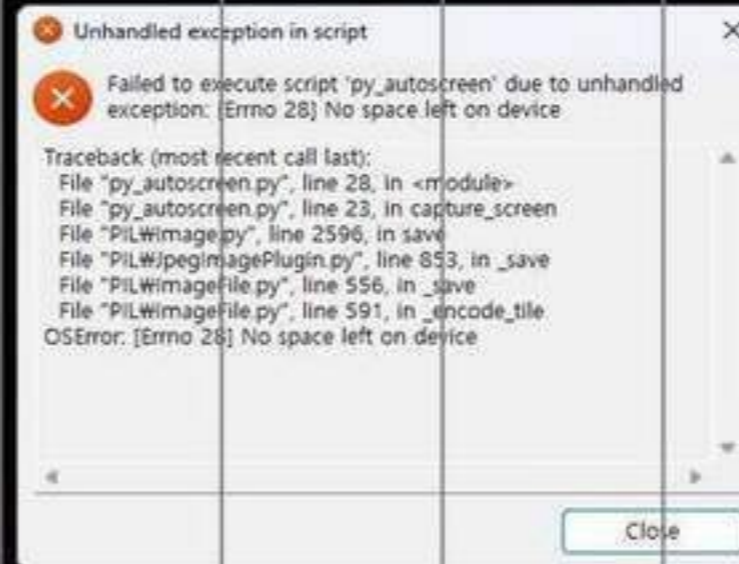 Unhandled exception in script
Failed to execute script 'py_autoscreen' due to unhandled
exception: [Errno 28] No space left on device
Traceback (most recent call last):
File "py_autoscreen.py", line 28, in <module>
File "py_autoscreen.py", line 23, in capture_screen
File "PIL₩Image.py", line 2596, in save
File "PIL₩JpegImagePlugin.py", line 853, in _save
File "PIL₩ImageFile.py", line 556, in _save
File "PIL₩ImageFile.py", line 591, in _encode_tile
OSError: [Errno 28] No space left on device
Close